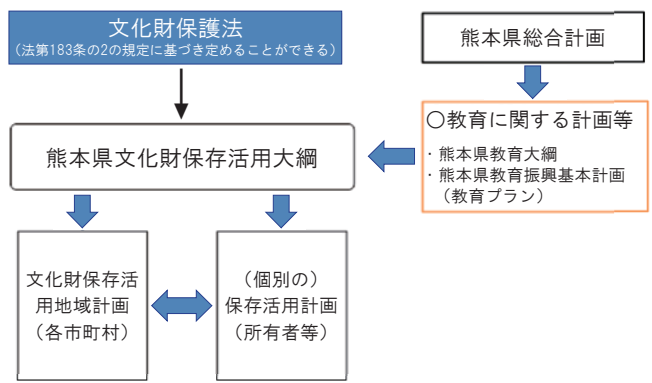 文化財保護法
（法第183条の2の規定に基づき定めることができる）
熊本県総合計画
〇教育に関する計画等
・熊本県教育大綱
・熊本県教育振興基本計画
（教育プラン）
熊本県文化財保存活用大綱
文化財保存活
用地域計画
（各市町村）
（個別の）
保存活用計画
（所有者等）